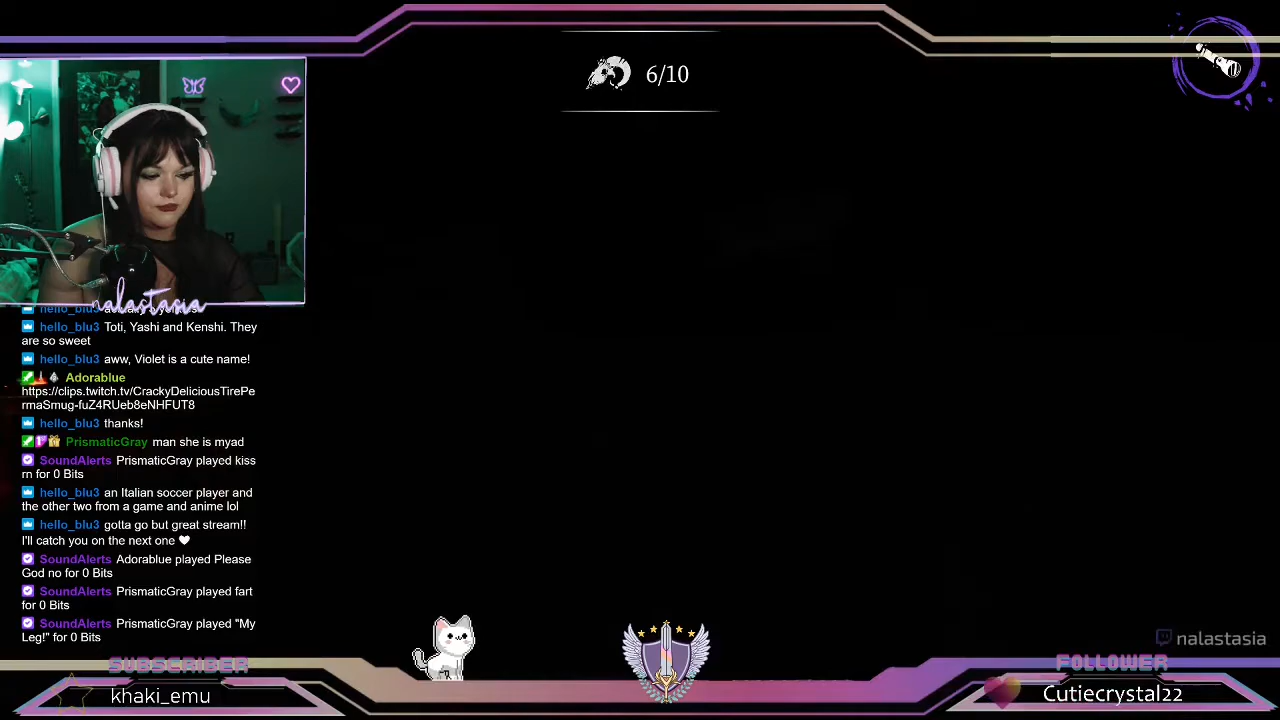 6/10
nalastasia
hello_blu3
hello_blu3 Toti, Yashi and Kenshi. They
are so sweet
hello_blu3 aww, Violet is a cute name!
Adorablue
https://clips.twitch.tv/CrackyDeliciousTirePe
rmaSmug-fuZ4RUeb8eNHFUT8
hello_blu3 thanks!
PrismaticGray man she is myad
SoundAlerts PrismaticGray played kiss
rn for 0 Bits
hello_blu3 an Italian soccer player and
the other two from a game and anime lol
hello_blu3 gotta go but great stream!!
I'll catch you on the next one ♥
SoundAlerts Adorablue played Please
God no for 0 Bits
SoundAlerts PrismaticGray played fart
for 0 Bits
SoundAlerts PrismaticGray played "My
Leg!" for 0 Bits
nalastasia
SUBSCRIBER
khaki_emu
FOLLOWER
Cutiecrystal22